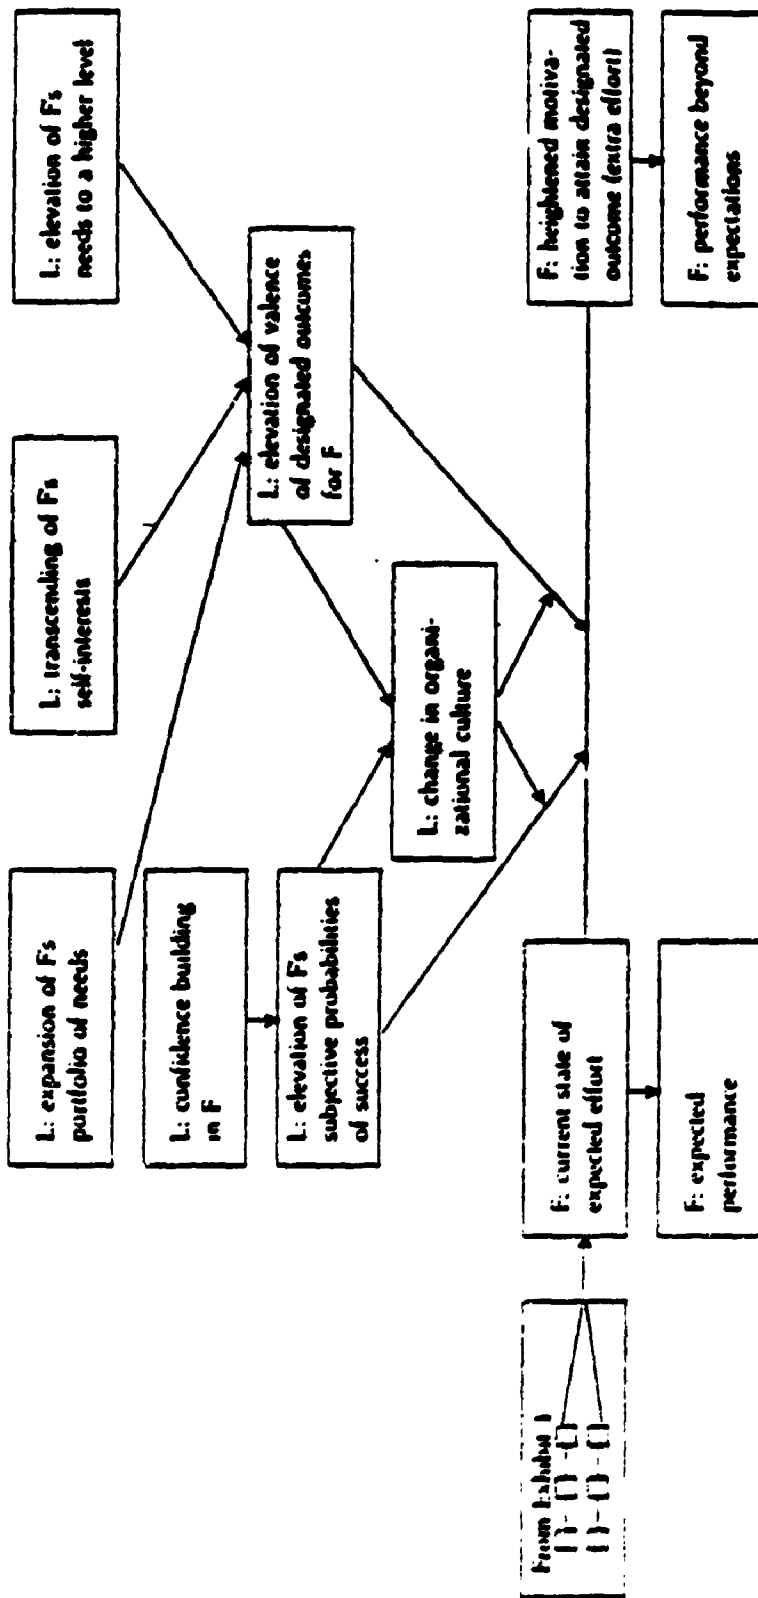 L: expansion of Fs
portfolio of needs
L: transcending of Fs
self-interests
L: elevation of Fs
needs to a higher level
L: confidence building
in F
L: elevation of Fs
subjective probabilities
of success
L: elevation of valence
of designated outcomes
for F
L: change in organi-
zational culture
From Exhibit 1
[ ]- [ ] -[ ]
[ ]- [ ] -[ ]
F: current state of
expected effort
F: heightened motiva-
tion to attain designated
outcome (extra effort)
F: expected
performance
F: performance beyond
expectations